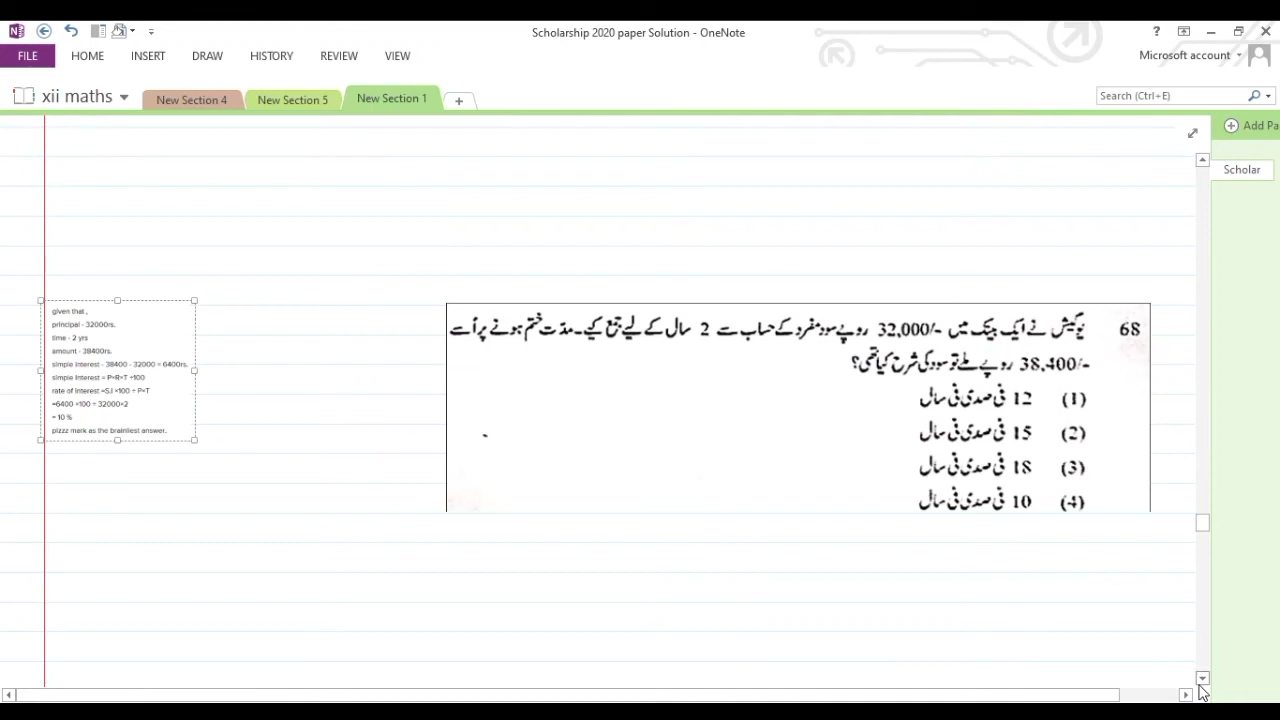 Scholarship 2020 paper Solution - OneNote
FILE
HOME
INSERT
DRAW
HISTORY
REVIEW
VIEW
Microsoft account
xii maths
New Section 4
New Section 5
New Section 1
Search (Ctrl+E)
Add Pa
Scholar
given that ,
principal - 32000rs.
time - 2 yrs
amount - 38400rs.
simple interest - 38400 - 32000 = 6400rs.
simple interest = P×R×T ÷100
rate of interest =S.I ×100 ÷ P×T
=6400 ×100 ÷ 32000×2
= 10 %
plzzz mark as the brainliest answer.
68 یوگیش نے ایک بینک میں -/32,000 روپے سود مفرد کے حساب سے 2 سال کے لیے جمع کیے۔ مدّت ختم ہونے پر اُسے
-/38,400 روپے ملے تو سود کی شرح کیا تھی؟
(1) 12 فی صدی فی سال
(2) 15 فی صدی فی سال
(3) 18 فی صدی فی سال
(4) 10 فی صدی فی سال